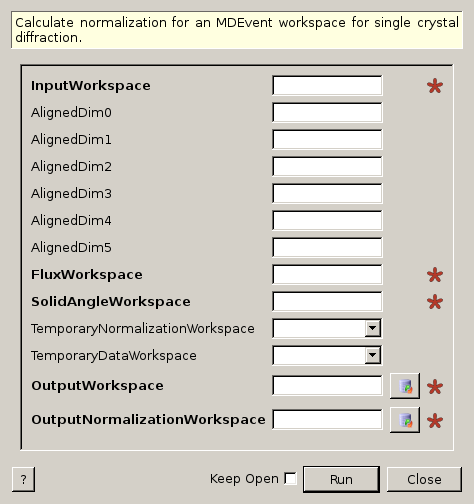 Calculate normalization for an MDEvent workspace for single crystal
diffraction.
InputWorkspace
AlignedDim0
AlignedDim1
AlignedDim2
AlignedDim3
AlignedDim4
AlignedDim5
FluxWorkspace
SolidAngleWorkspace
TemporaryNormalizationWorkspace
TemporaryDataWorkspace
OutputWorkspace
OutputNormalizationWorkspace
? Keep Open Run Close